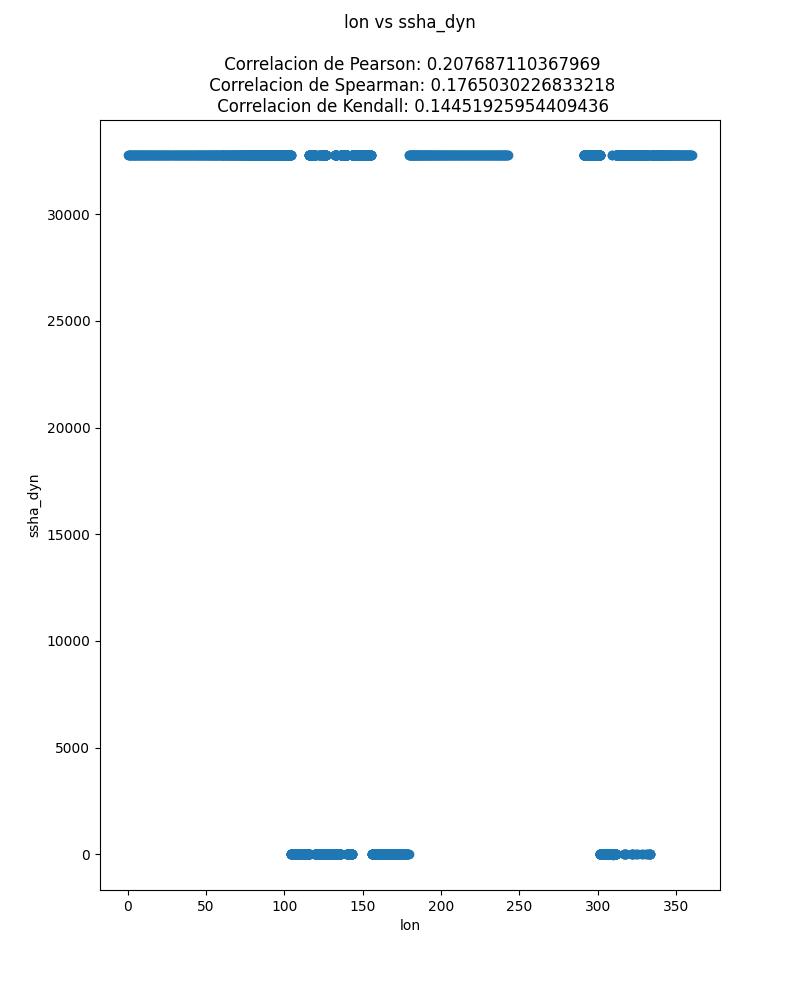 lon vs ssha_dyn
Correlacion de Pearson: 0.207687110367969
Correlacion de Spearman: 0.1765030226833218
Correlacion de Kendall: 0.14451925954409436
30000
25000
20000
15000
10000
5000
0
ssha_dyn
0 50 100 150 200 250 300 350
lon